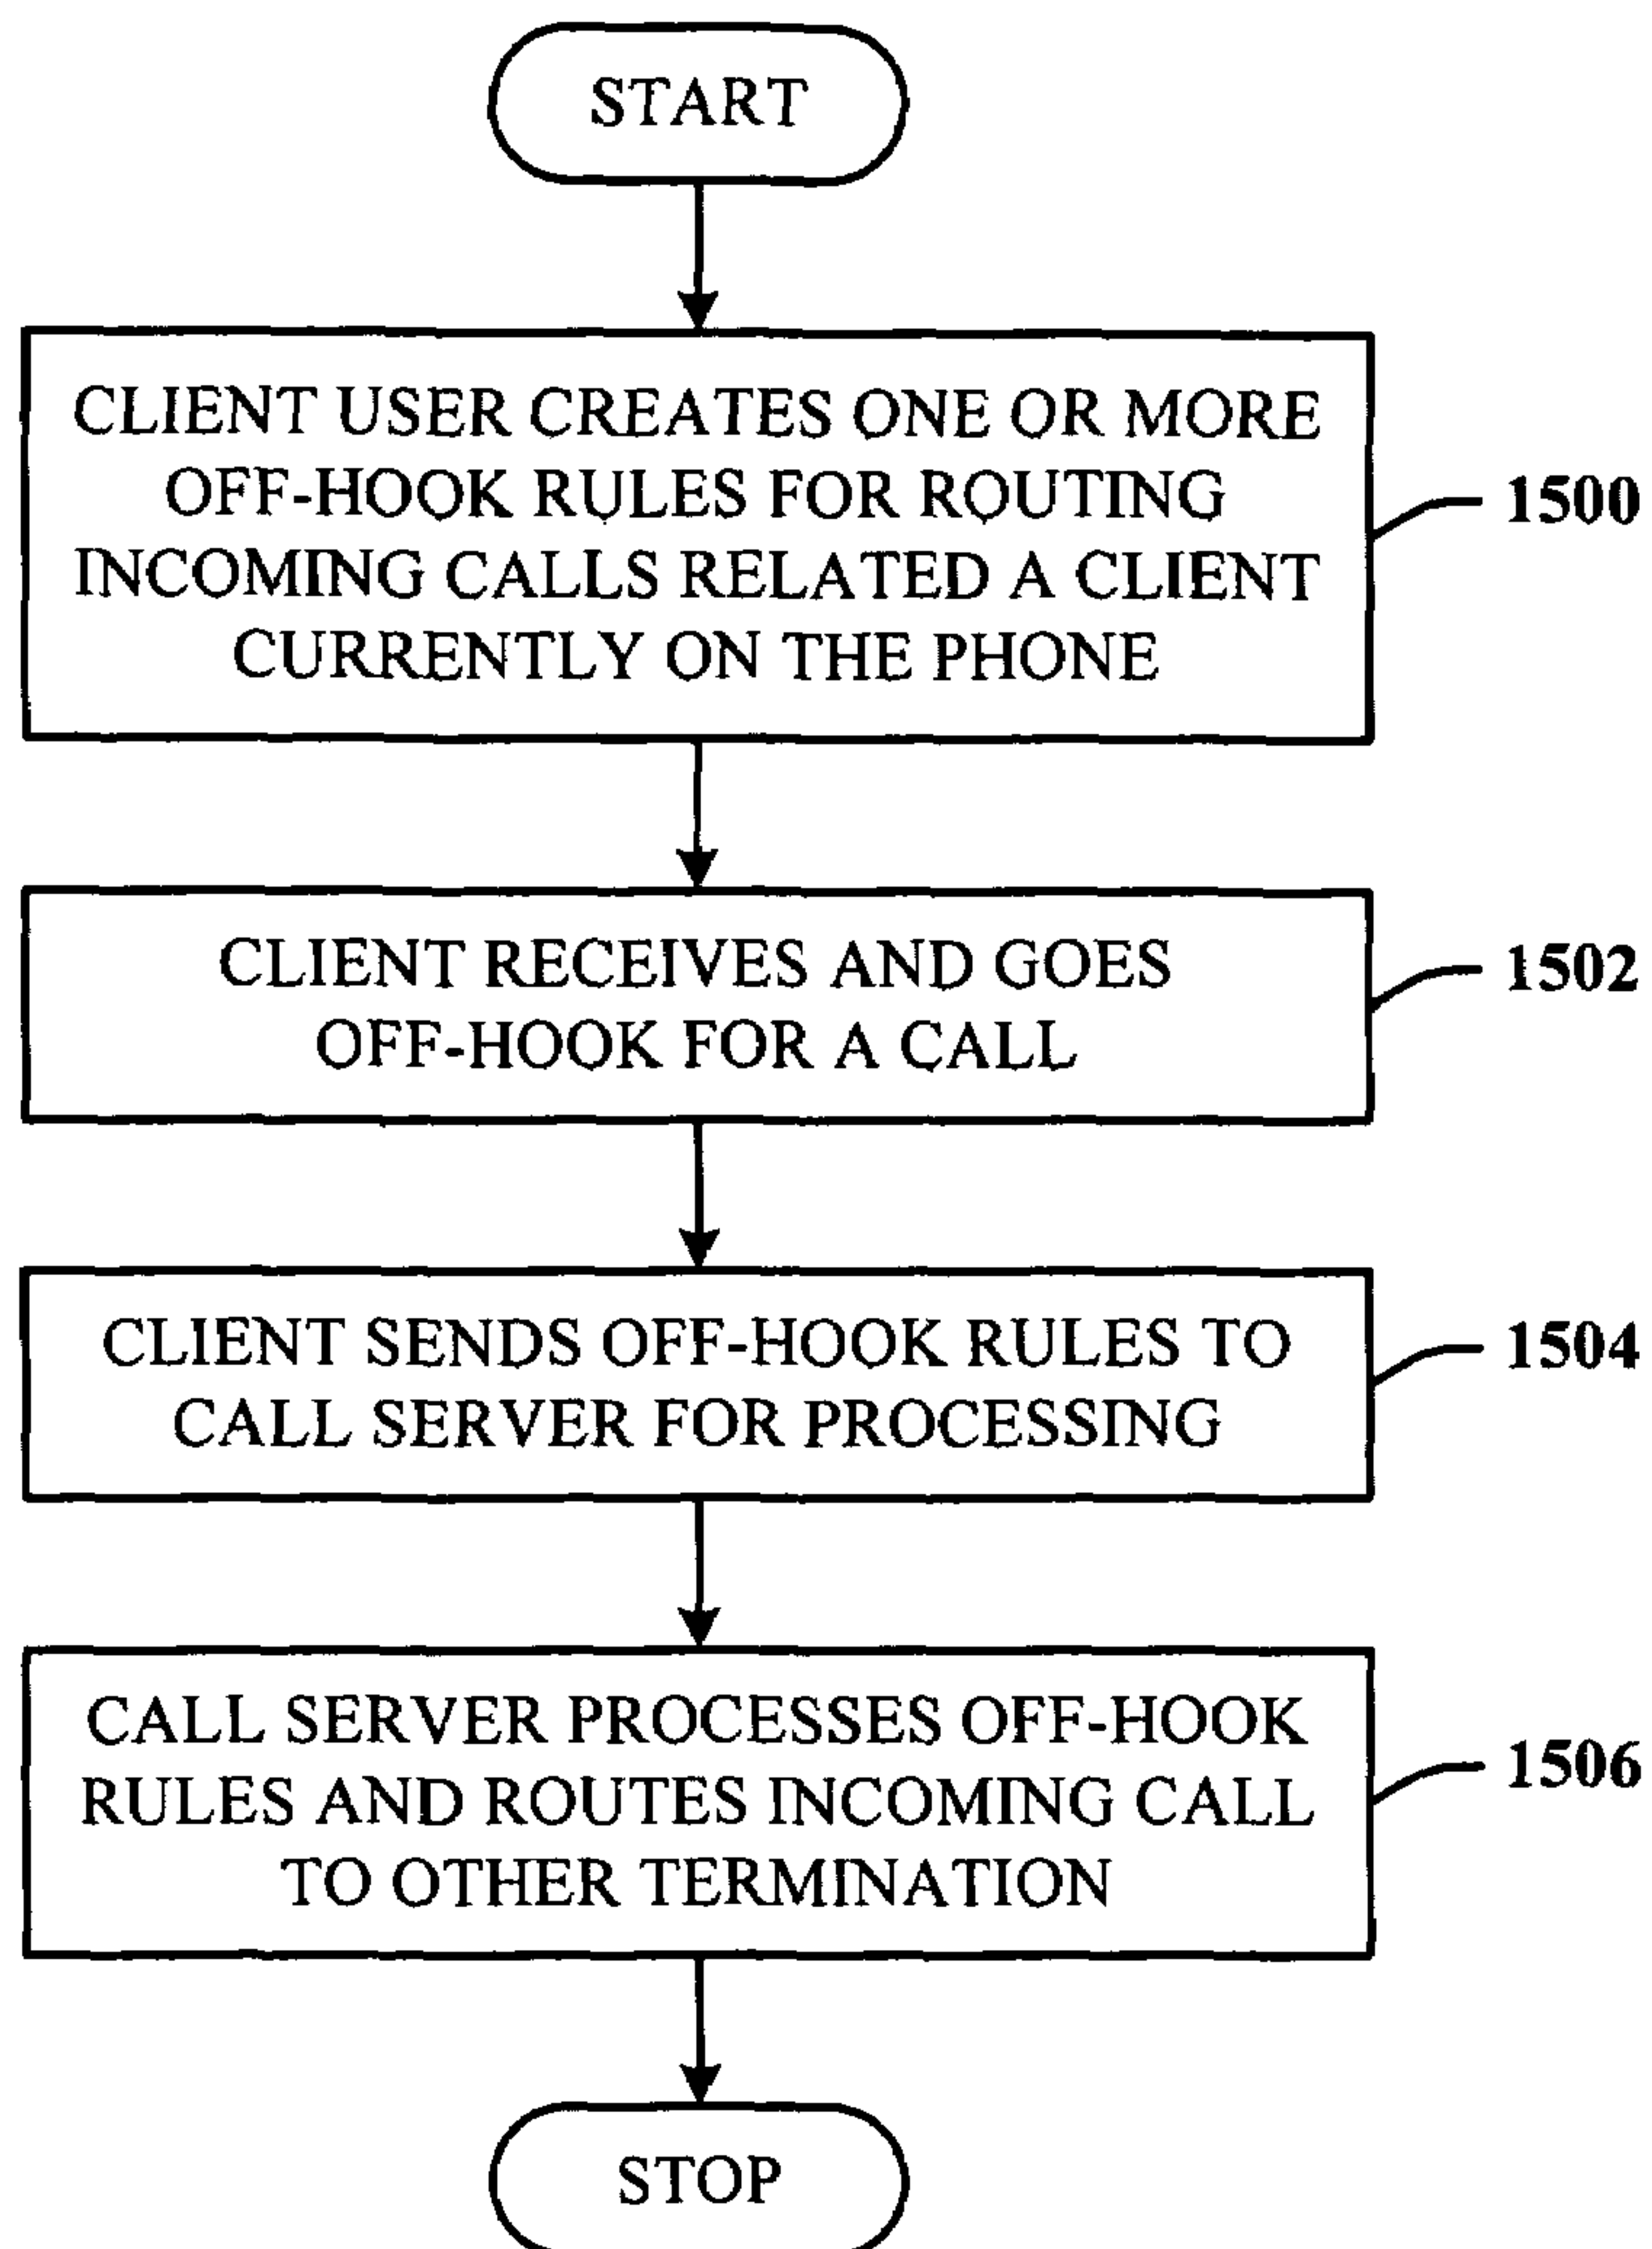 START
CLIENT USER CREATES ONE OR MORE
OFF-HOOK RULES FOR ROUTING
INCOMING CALLS RELATED A CLIENT
CURRENTLY ON THE PHONE
1500
CLIENT RECEIVES AND GOES
OFF-HOOK FOR A CALL
1502
CLIENT SENDS OFF-HOOK RULES TO
CALL SERVER FOR PROCESSING
1504
CALL SERVER PROCESSES OFF-HOOK
RULES AND ROUTES INCOMING CALL
TO OTHER TERMINATION
1506
STOP